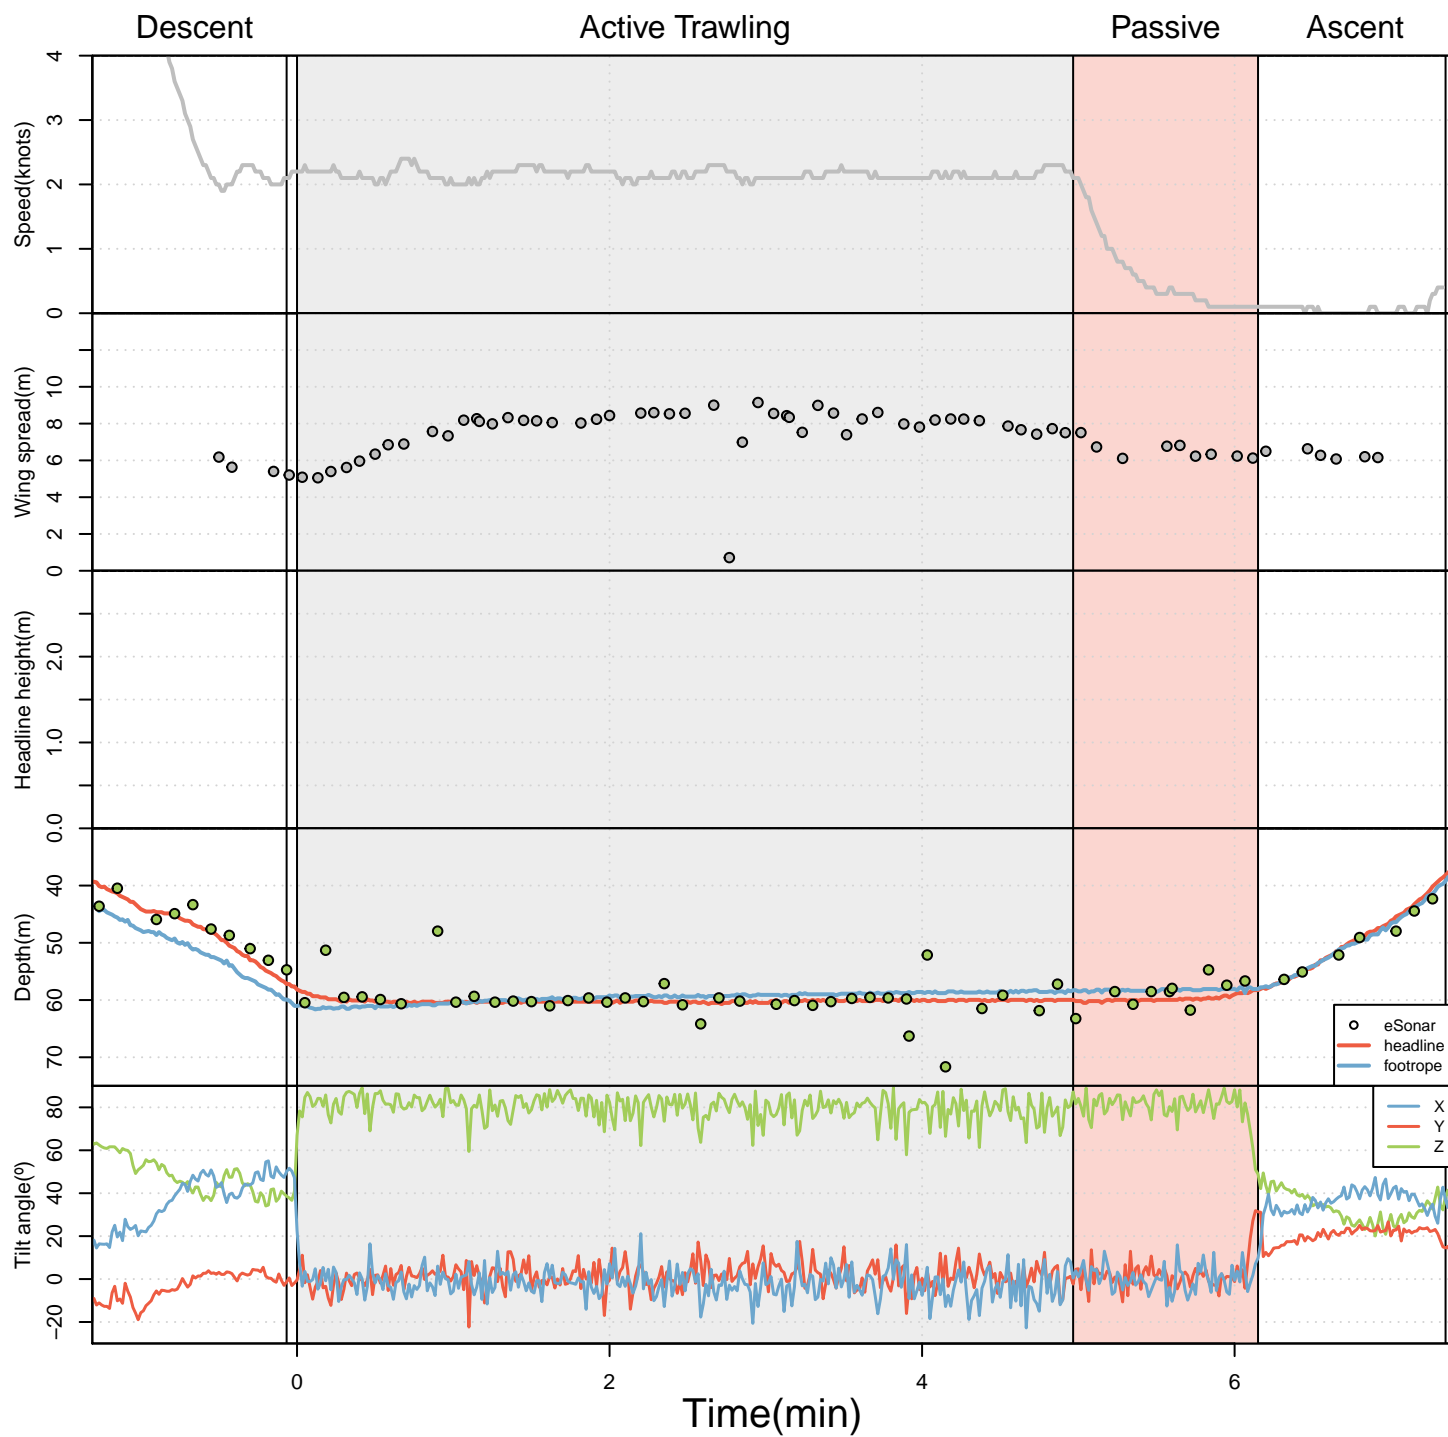 Descent Active Trawling Passive Ascent
Speed(knots)
4
3
2
1
0
Wing spread(m)
10
8
6
4
2
0
Headline height(m)
2.0
1.0
0.0
Depth(m)
40
50
60
70
eSonar
headline
footrope
Tilt angle(º)
80
60
40
20
0
−20
X
Y
Z
0 2 4 6
Time(min)